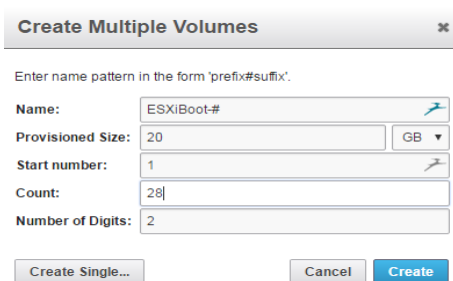 Create Multiple Volumes
Enter name pattern in the form 'prefix#suffix'.
Name: ESXiBoot-#
Provisioned Size: 20 GB
Start number: 1
Count: 28
Number of Digits: 2
Create Single... Cancel Create